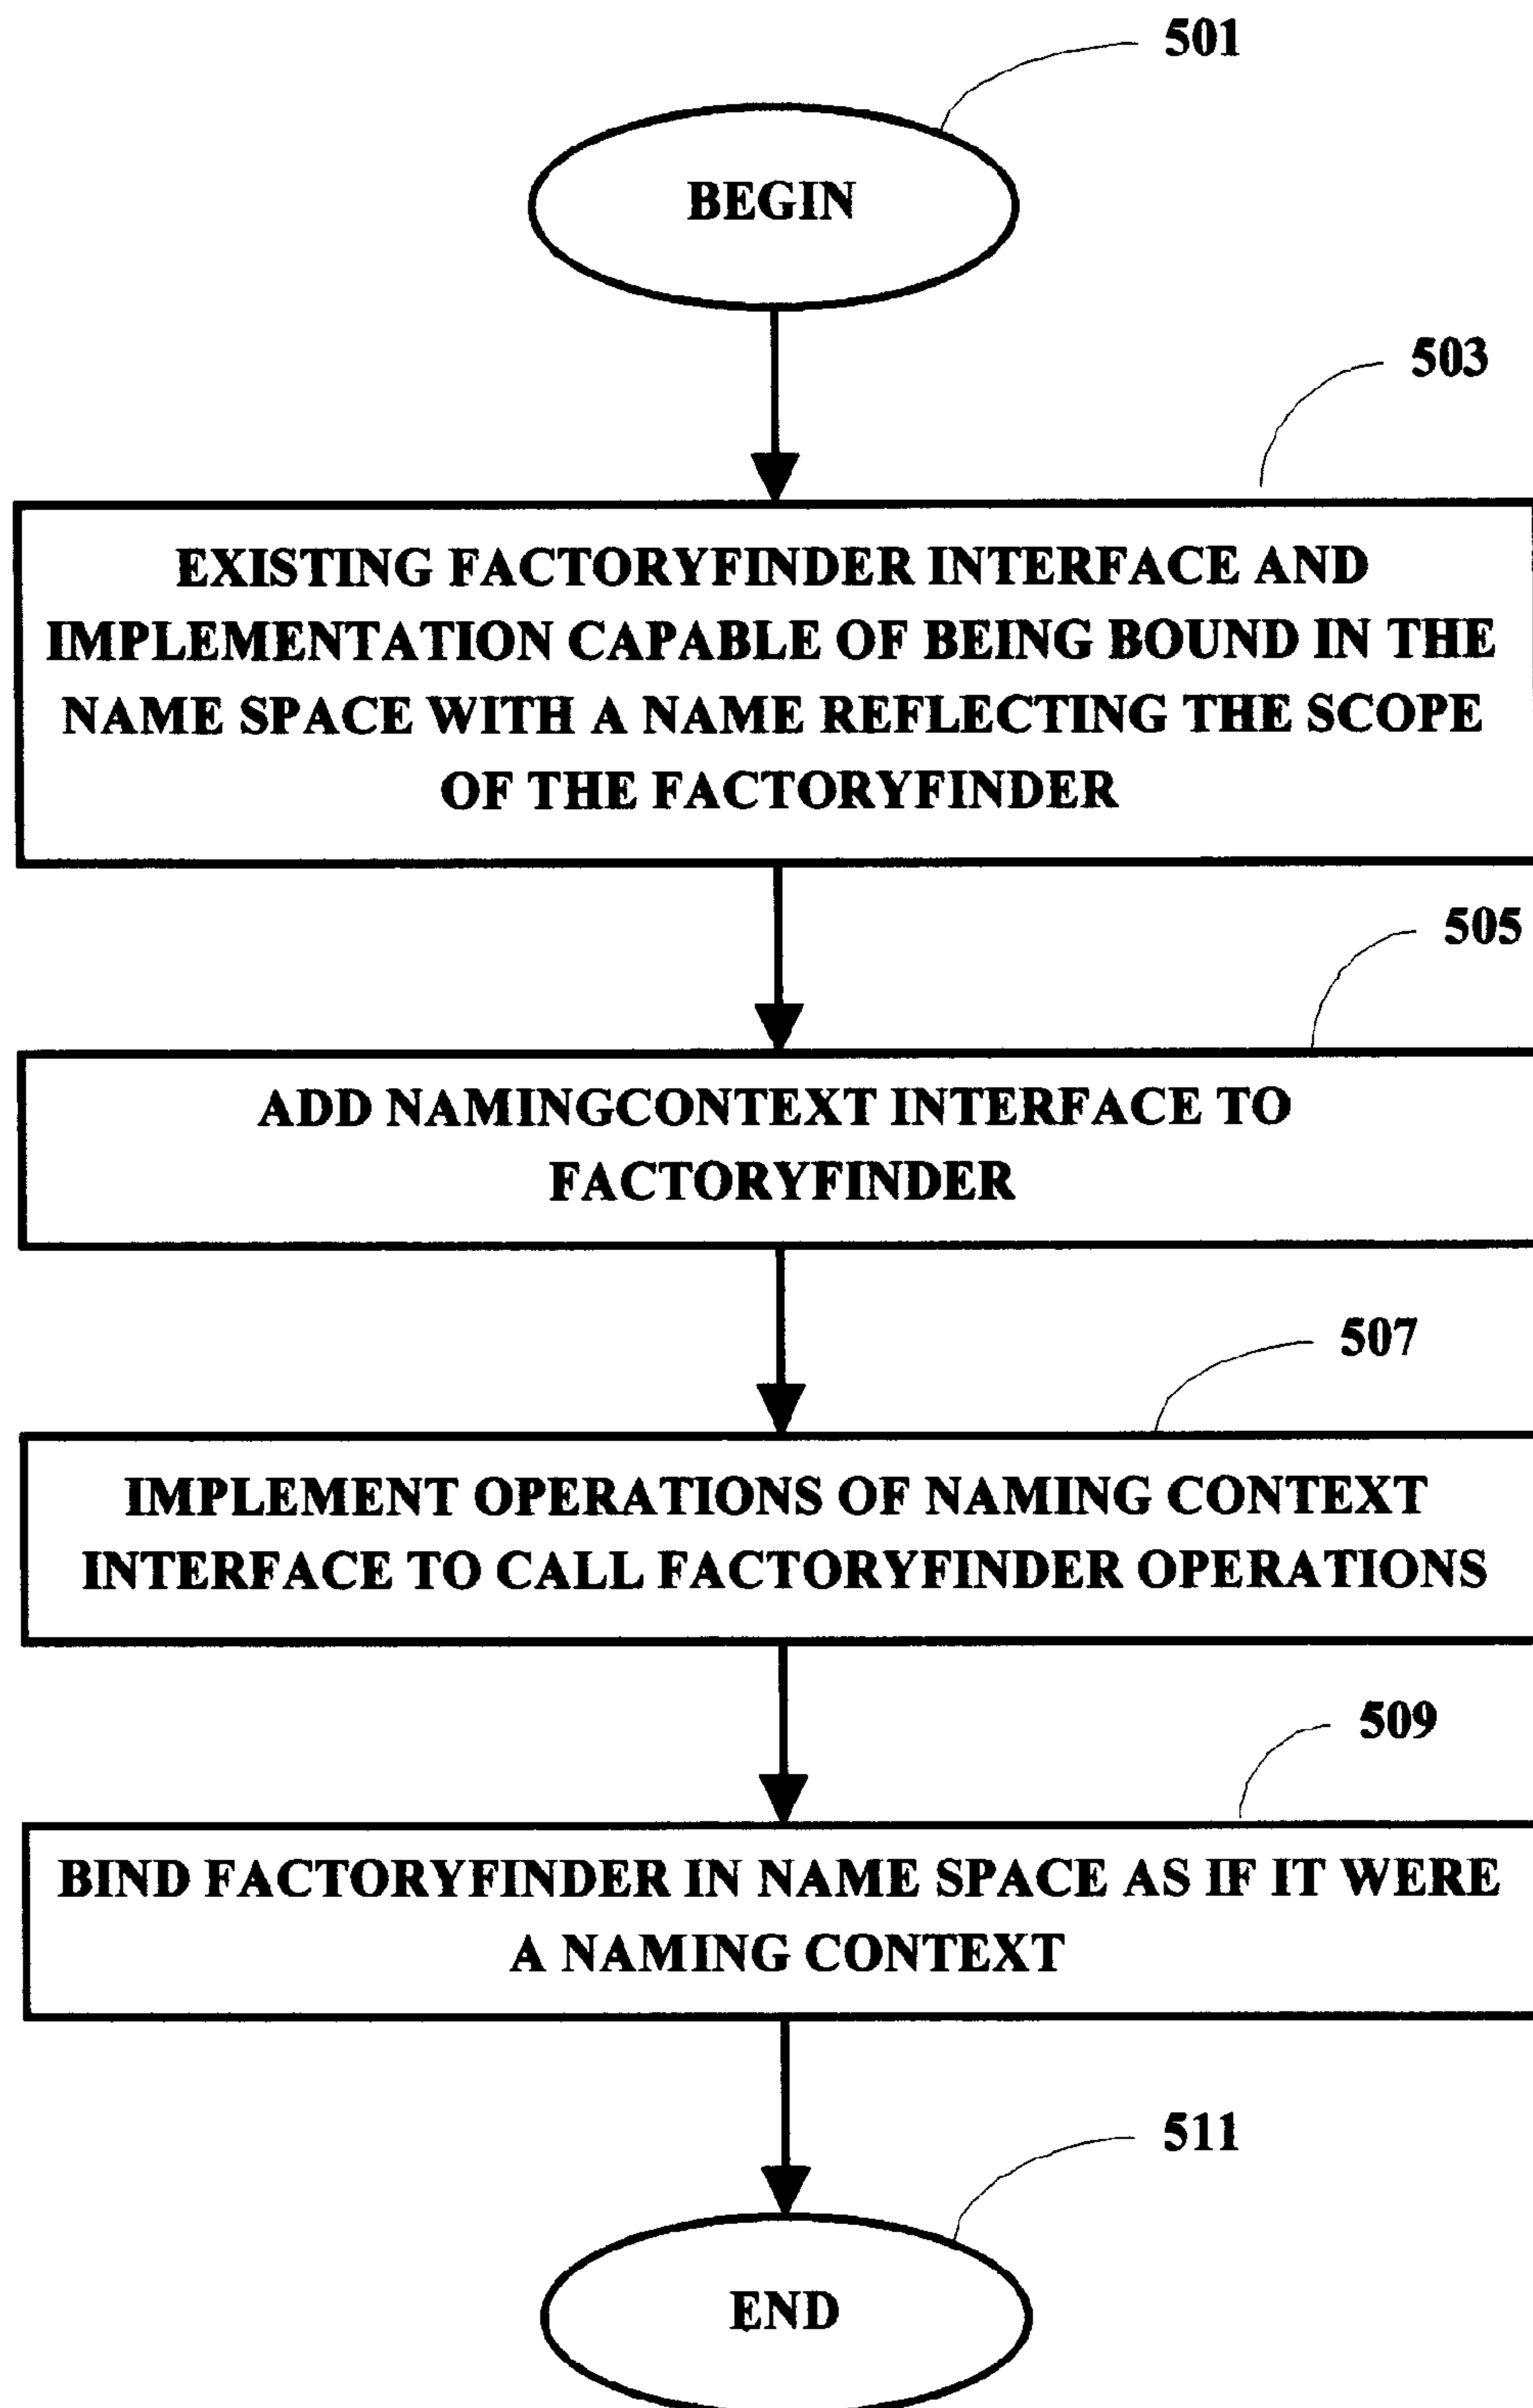 501
BEGIN
503
EXISTING FACTORYFINDER INTERFACE AND
IMPLEMENTATION CAPABLE OF BEING BOUND IN THE
NAME SPACE WITH A NAME REFLECTING THE SCOPE
OF THE FACTORYFINDER
505
ADD NAMINGCONTEXT INTERFACE TO
FACTORYFINDER
507
IMPLEMENT OPERATIONS OF NAMING CONTEXT
INTERFACE TO CALL FACTORYFINDER OPERATIONS
509
BIND FACTORYFINDER IN NAME SPACE AS IF IT WERE
A NAMING CONTEXT
511
END